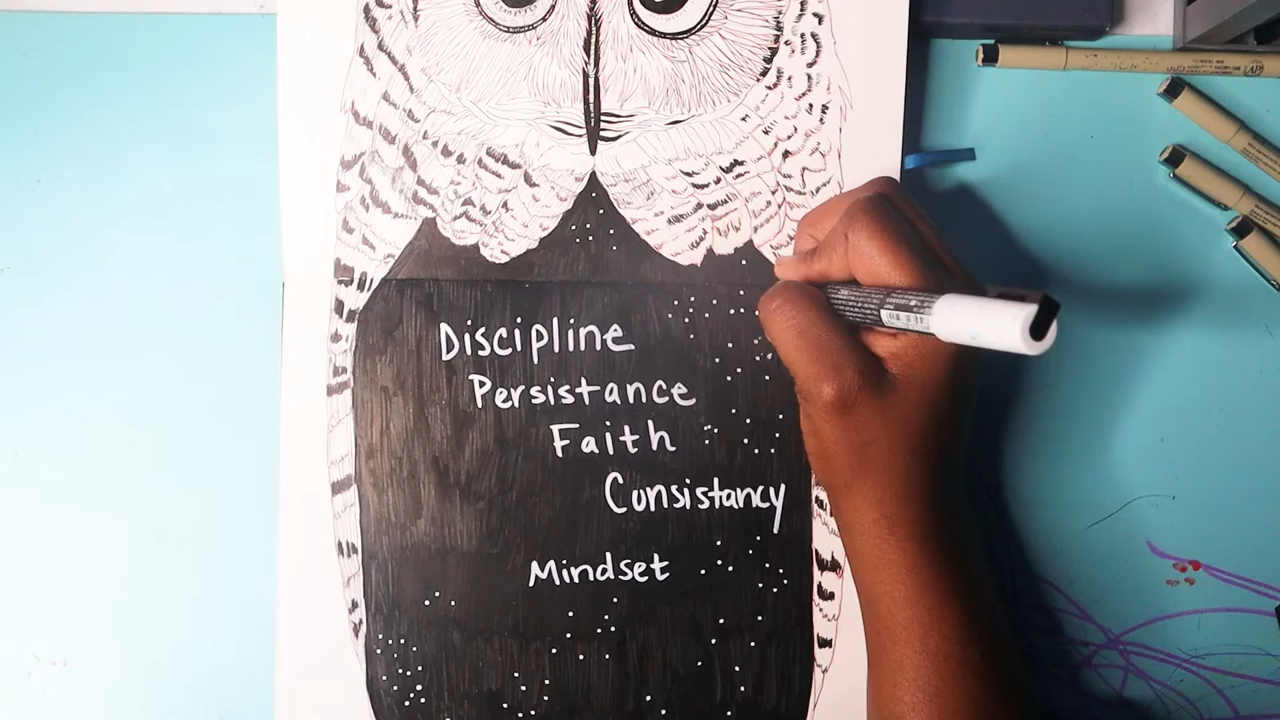 Discipline
Persistance
Faith
Consistancy
Mindset